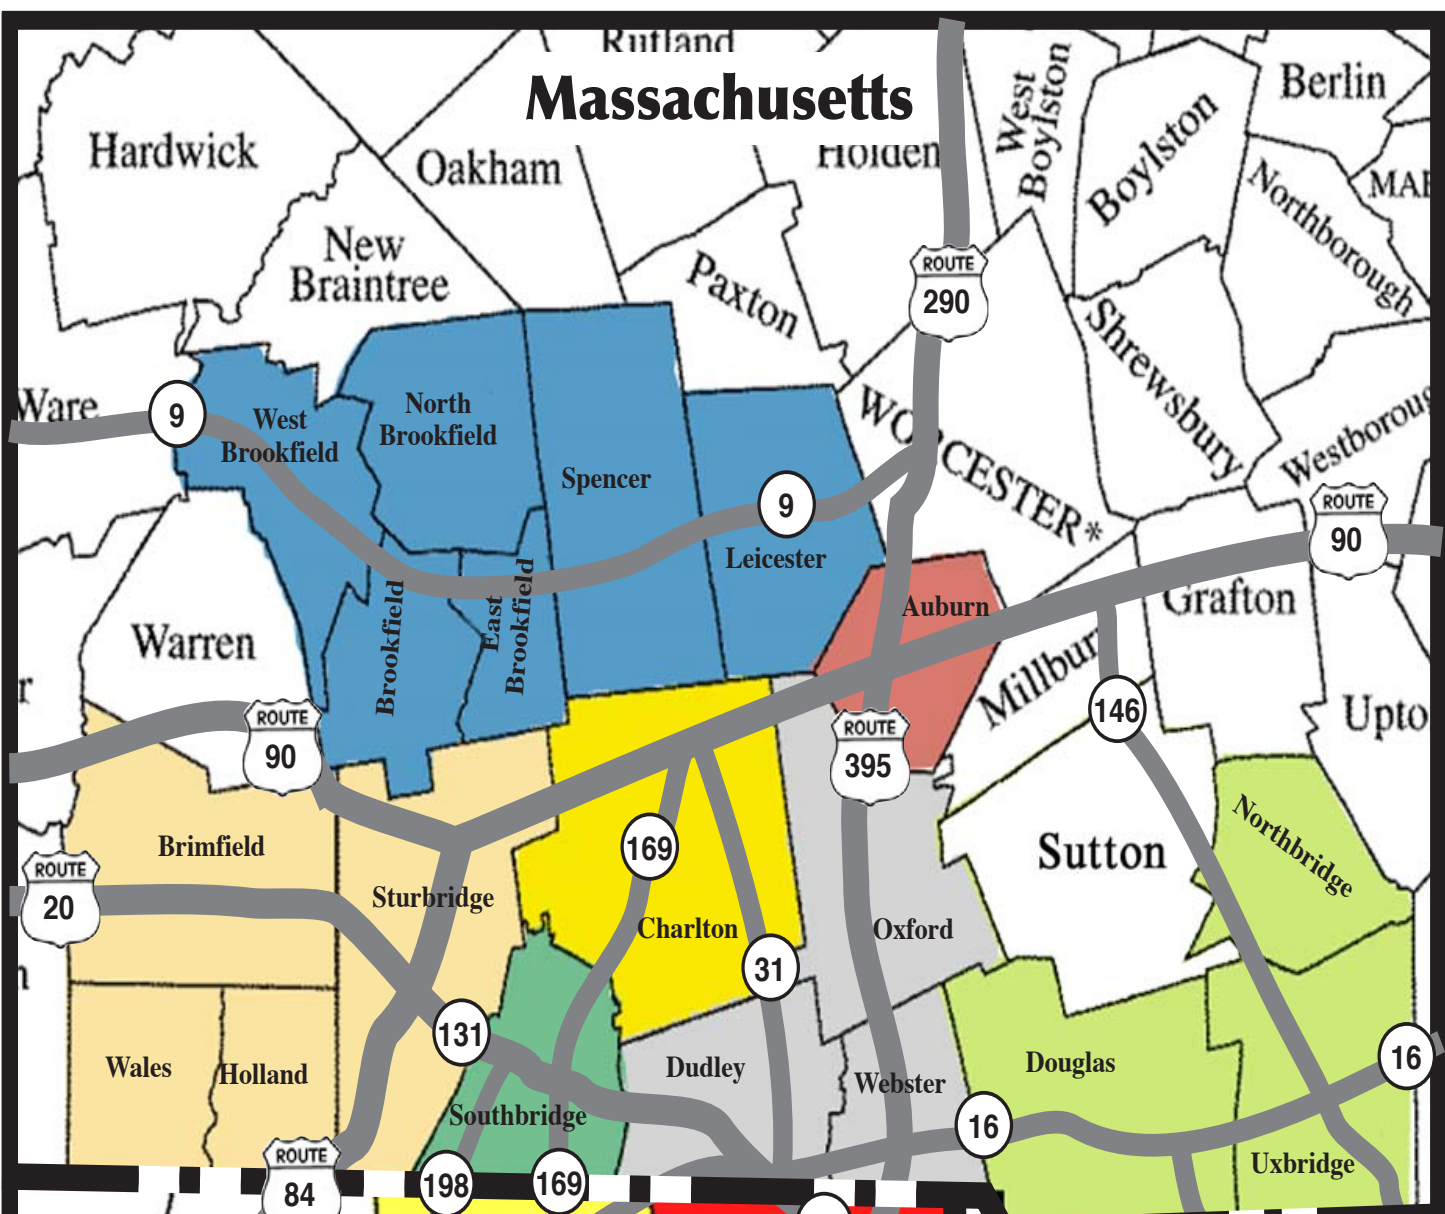 Rutland
Massachusetts
Berlin
West
Boylston
Boylston
Hardwick
Oakham
Holden
Northborough
New
Braintree
Paxton
ROUTE
290
Shrewsbury
Ware
9
West
Brookfield
North
Brookfield
Spencer
9
Leicester
WORCESTER*
Westboroug
ROUTE
90
Warren
Brookfield
East
Brookfield
Auburn
Grafton
Millbury
146
Upto
ROUTE
90
ROUTE
395
Brimfield
169
Sutton
Northbridge
ROUTE
20
Sturbridge
Charlton
Oxford
31
131
Wales
Holland
Dudley
Webster
Douglas
16
Southbridge
16
Uxbridge
ROUTE
84
198
169